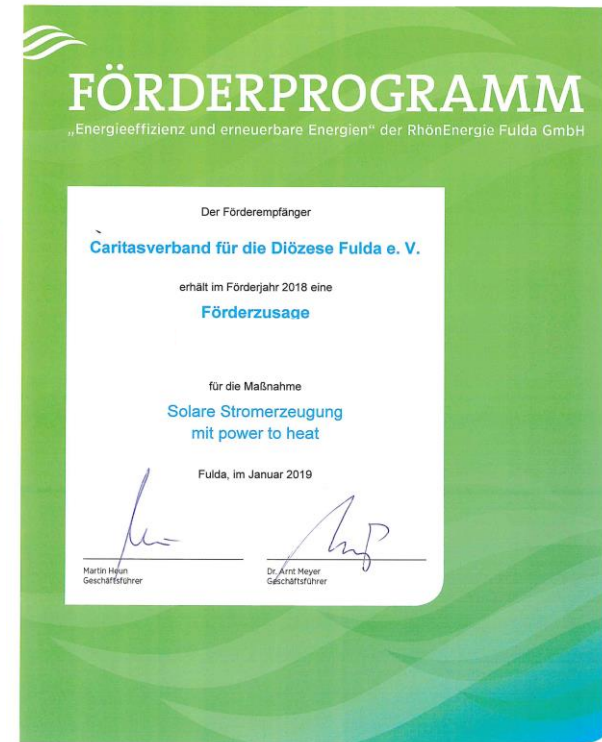 FÖRDERPROGRAMM
„Energieeffizienz und erneuerbare Energien“ der RhönEnergie Fulda GmbH
Der Förderempfänger
Caritasverband für die Diözese Fulda e. V.
erhält im Förderjahr 2018 eine
Förderzusage
für die Maßnahme
Solare Stromerzeugung
mit power to heat
Fulda, im Januar 2019
Martin Heun
Geschäftsführer
Dr. Arnt Meyer
Geschäftsführer